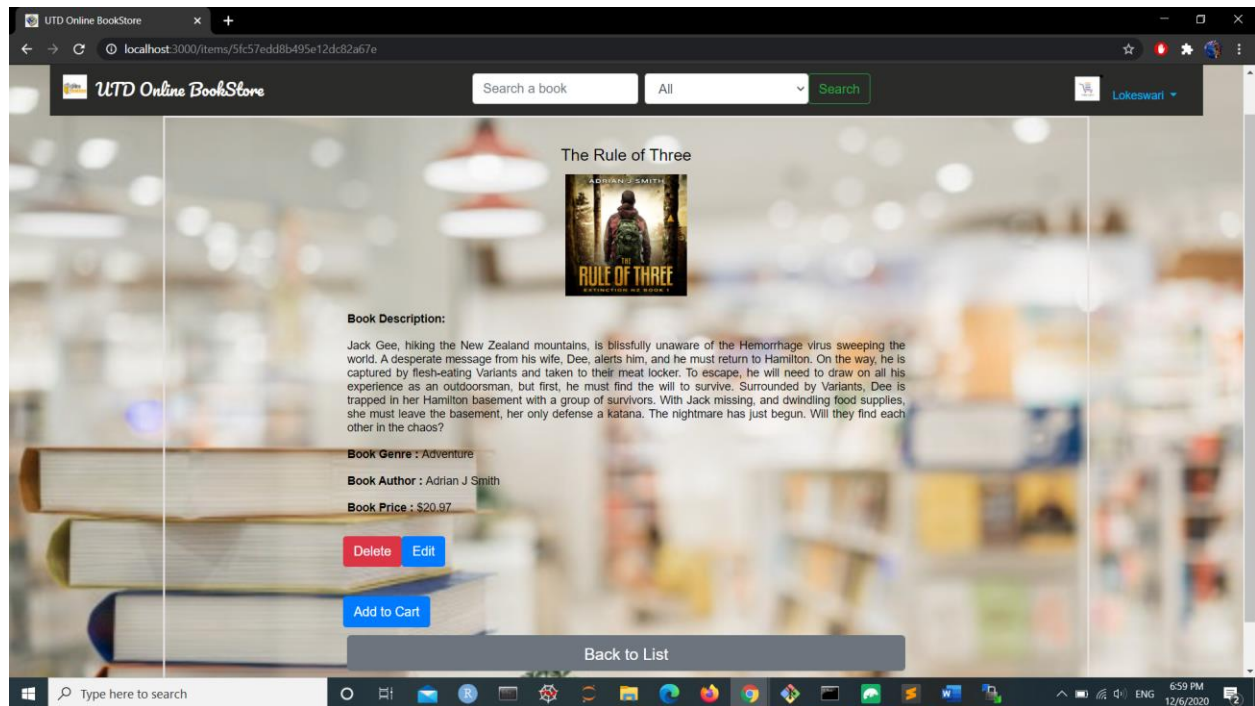 UTD Online BookStore
localhost:3000/items/5fc57edd8b495e12dc82a67e
UTD Online BookStore
Search a book
All
Search
Lokeswari
The Rule of Three
ADRIAN J SMITH
THE
RULE OF THREE
EXTINCTION NZ BOOK 1
Book Description:
Jack Gee, hiking the New Zealand mountains, is blissfully unaware of the Hemorrhage virus sweeping the
world. A desperate message from his wife, Dee, alerts him, and he must return to Hamilton. On the way, he is
captured by flesh-eating Variants and taken to their meat locker. To escape, he will need to draw on all his
experience as an outdoorsman, but first, he must find the will to survive. Surrounded by Variants, Dee is
trapped in her Hamilton basement with a group of survivors. With Jack missing, and dwindling food supplies,
she must leave the basement, her only defense a katana. The nightmare has just begun. Will they find each
other in the chaos?
Book Genre : Adventure
Book Author : Adrian J Smith
Book Price : $20.97
Delete
Edit
Add to Cart
Back to List
Type here to search
ENG
6:59 PM
12/6/2020
2